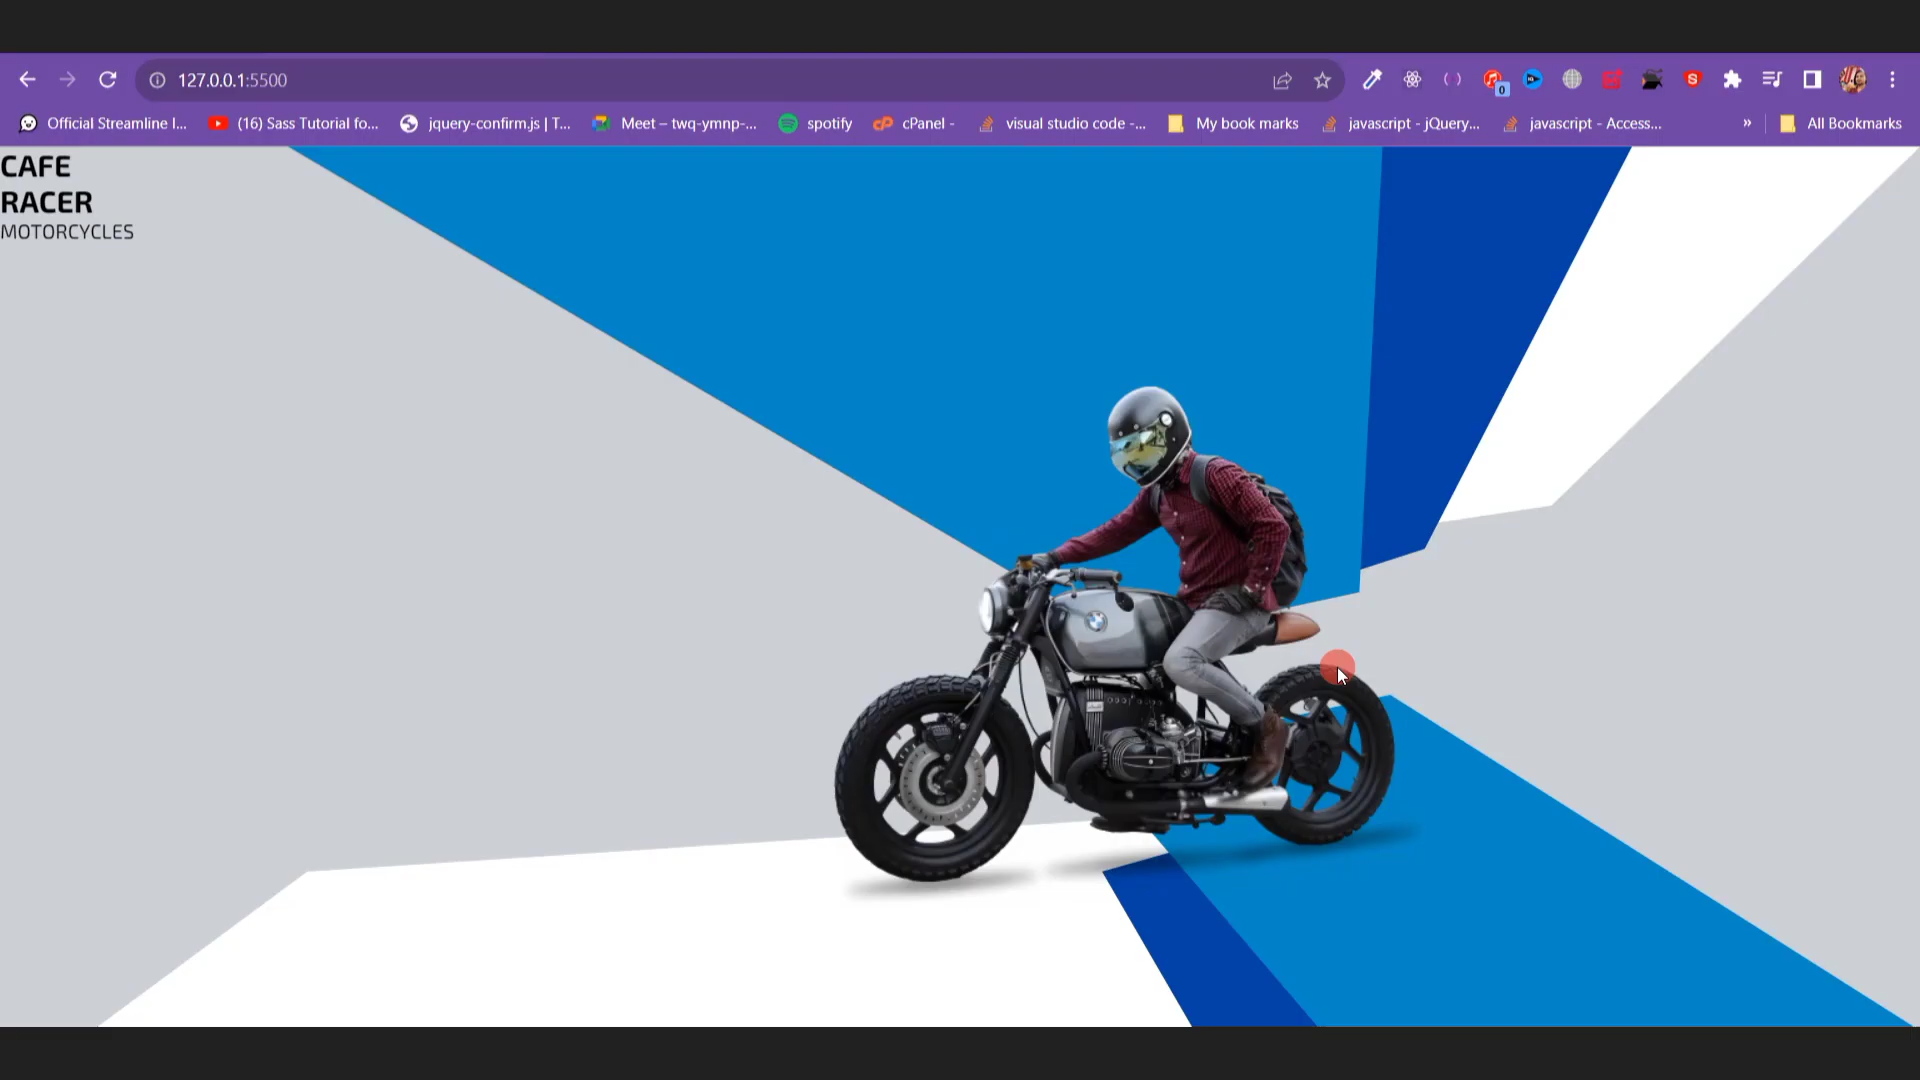 127.0.0.1:5500
0
Official Streamline I...
(16) Sass Tutorial fo...
jquery-confirm.js | T...
Meet – twq-ymnp-...
spotify
cPanel -
visual studio code -...
My book marks
javascript - jQuery...
javascript - Access...
»
All Bookmarks
CAFE
RACER
MOTORCYCLES